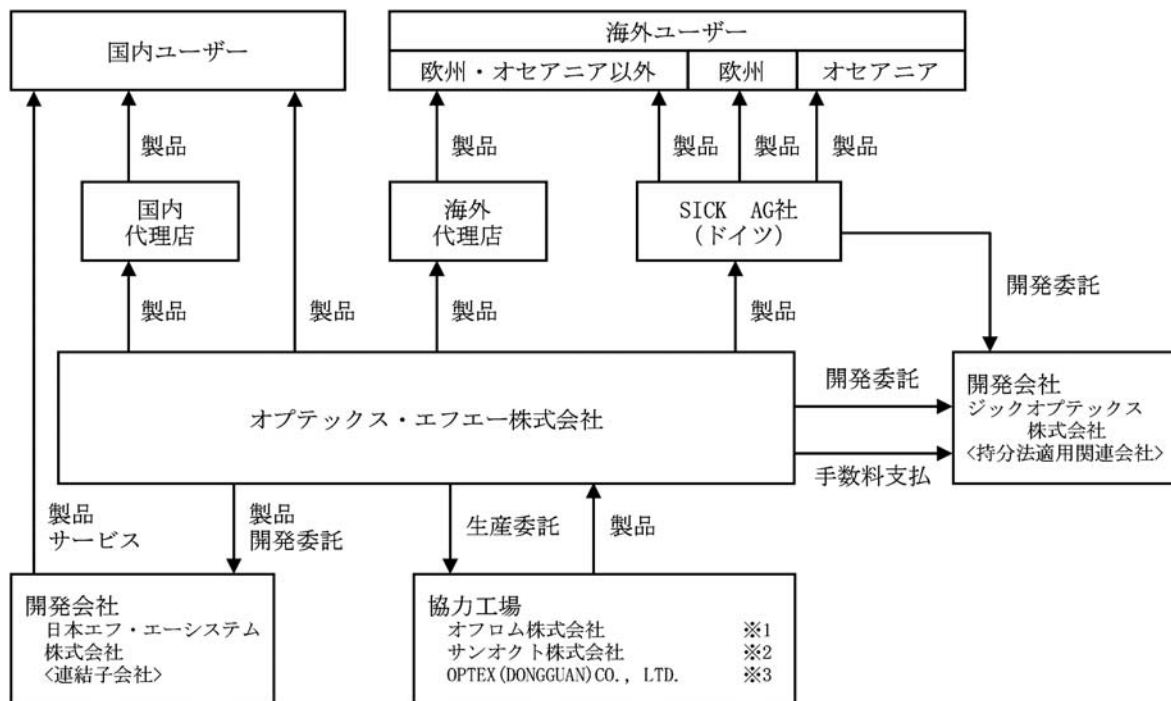 国内ユーザー
海外ユーザー
欧州・オセアニア以外
欧州
オセアニア
製品
製品
製品
製品
製品
国内
代理店
海外
代理店
SICK AG社
(ドイツ)
開発委託
製品
製品
製品
製品
オプテックス・エフエー株式会社
開発委託
手数料支払
開発会社
ジックオプテックス
株式会社
<持分法適用関連会社>
製品
サービス
製品
開発委託
生産委託
製品
開発会社
日本エフ・エーシステム
株式会社
<連結子会社>
協力工場
オフロム株式会社 ※1
サンオクト株式会社 ※2
OPTEX(DONGGUAN)CO., LTD. ※3